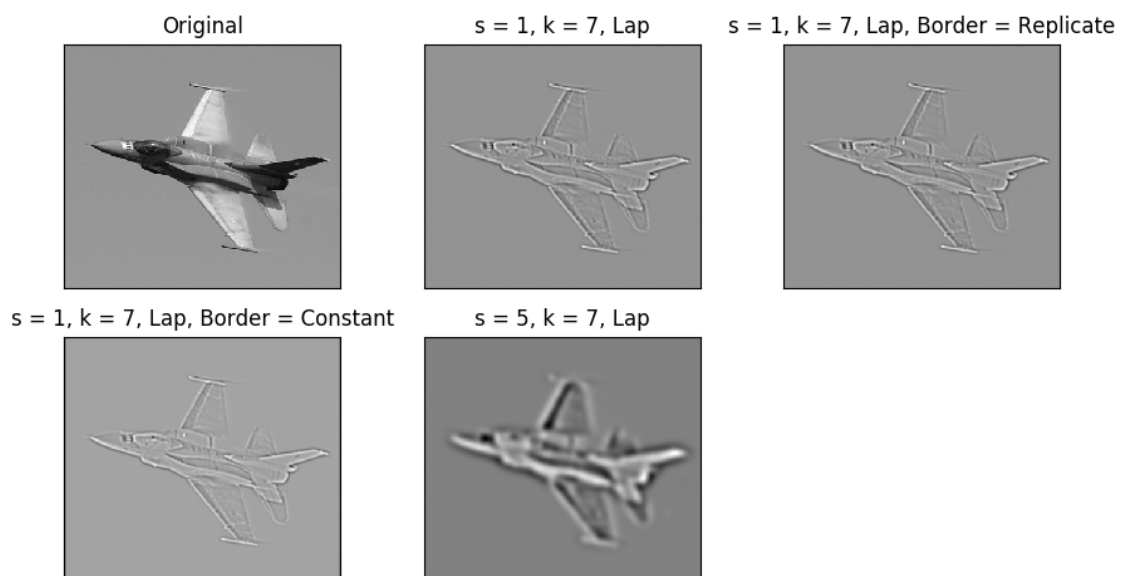 Original
s = 1, k = 7, Lap
s = 1, k = 7, Lap, Border = Replicate
s = 1, k = 7, Lap, Border = Constant
s = 5, k = 7, Lap